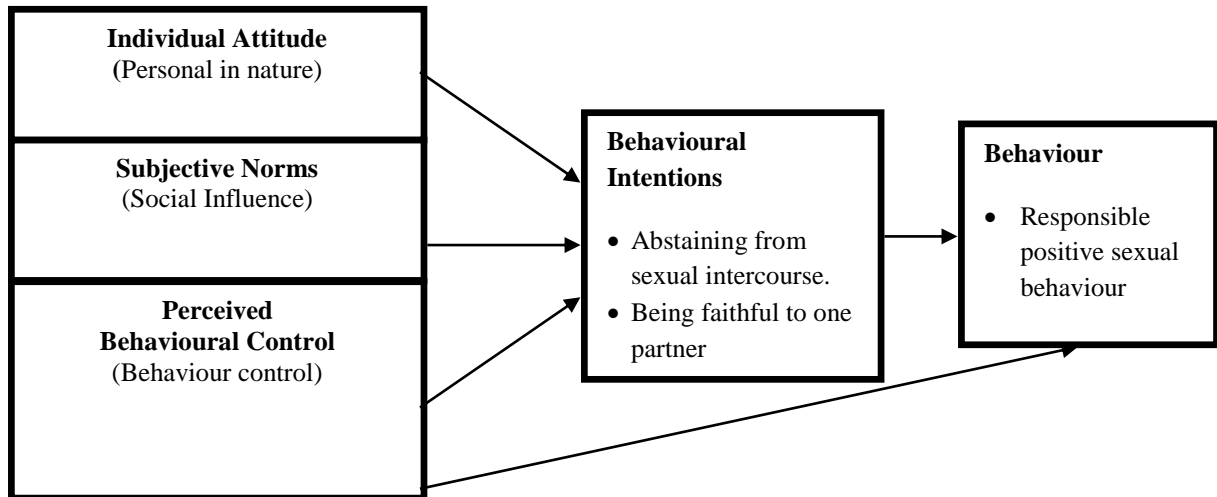 Individual Attitude
(Personal in nature)
Subjective Norms
(Social Influence)
Perceived
Behavioural Control
(Behaviour control)
Behavioural
Intentions
• Abstaining from
sexual intercourse.
• Being faithful to one
partner
Behaviour
• Responsible
positive sexual
behaviour